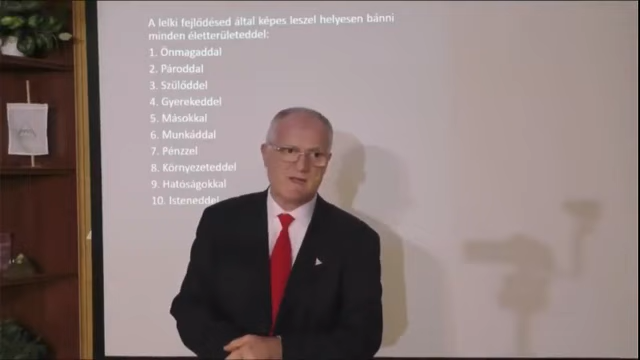 A lelki fejlődésed által képes leszel helyesen bánni
minden életterületeddel:
1. Önmagaddal
2. Pároddal
3. Szülőddel
4. Gyerekeddel
5. Másokkal
6. Munkáddal
7. Pénzzel
8. Környezeteddel
9. Hatóságokkal
10. Isteneddel